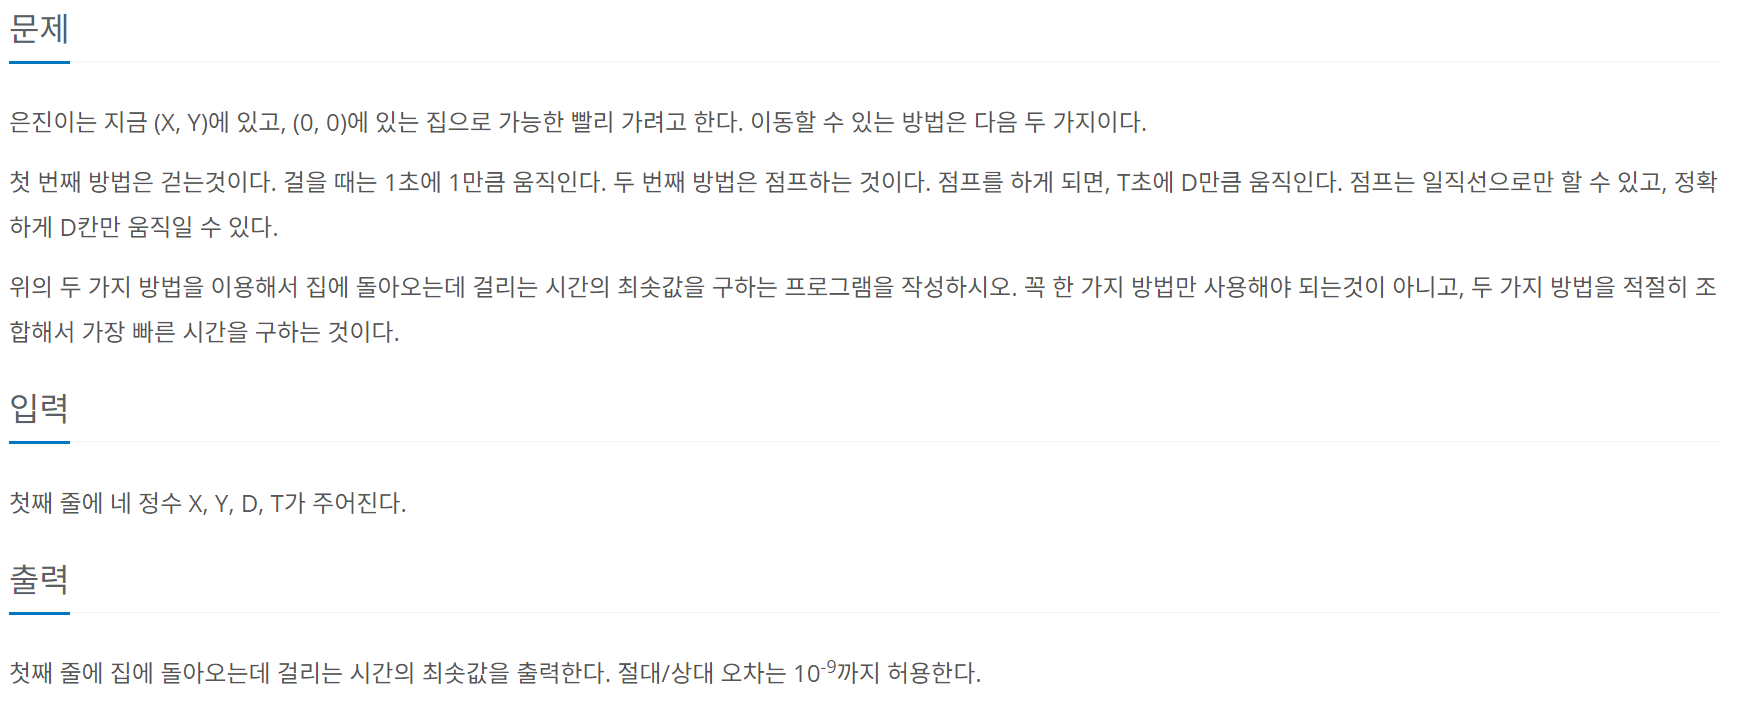 문제
은진이는 지금 (X, Y)에 있고, (0, 0)에 있는 집으로 가능한 빨리 가려고 한다. 이동할 수 있는 방법은 다음 두 가지이다.
첫 번째 방법은 걷는것이다. 걸을 때는 1초에 1만큼 움직인다. 두 번째 방법은 점프하는 것이다. 점프를 하게 되면, T초에 D만큼 움직인다. 점프는 일직선으로만 할 수 있고, 정확
하게 D칸만 움직일 수 있다.
위의 두 가지 방법을 이용해서 집에 돌아오는데 걸리는 시간의 최솟값을 구하는 프로그램을 작성하시오. 꼭 한 가지 방법만 사용해야 되는것이 아니고, 두 가지 방법을 적절히 조
합해서 가장 빠른 시간을 구하는 것이다.
입력
첫째 줄에 네 정수 X, Y, D, T가 주어진다.
출력
첫째 줄에 집에 돌아오는데 걸리는 시간의 최솟값을 출력한다. 절대/상대 오차는 10⁻⁹까지 허용한다.